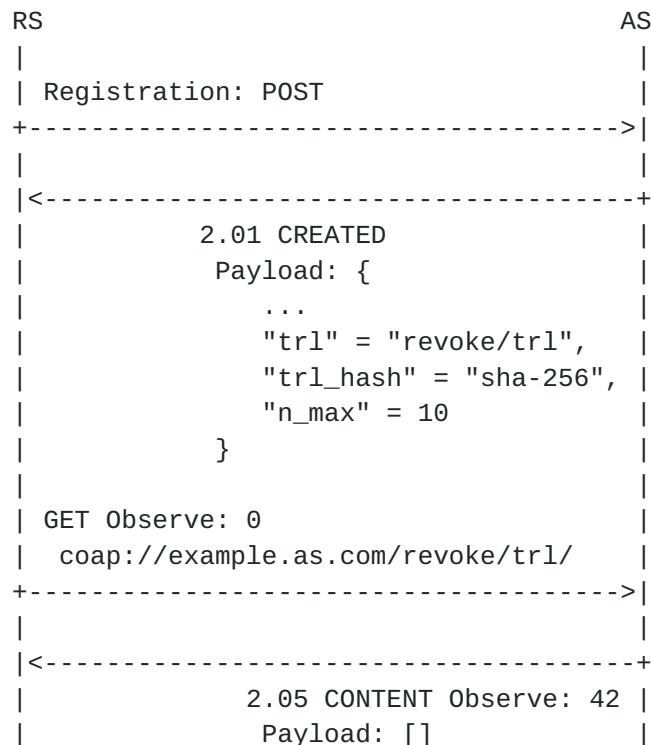 RS                                     AS
|                                       |
| Registration: POST                    |
+-------------------------------------->|
|                                       |
|<--------------------------------------+
|           2.01 CREATED                |
|            Payload: {                 |
|               ...                     |
|               "trl" = "revoke/trl",   |
|               "trl_hash" = "sha-256", |
|               "n_max" = 10            |
|            }                          |
|                                       |
| GET Observe: 0                        |
|  coap://example.as.com/revoke/trl/    |
+-------------------------------------->|
|                                       |
|<--------------------------------------+
|              2.05 CONTENT Observe: 42 |
|               Payload: []             |